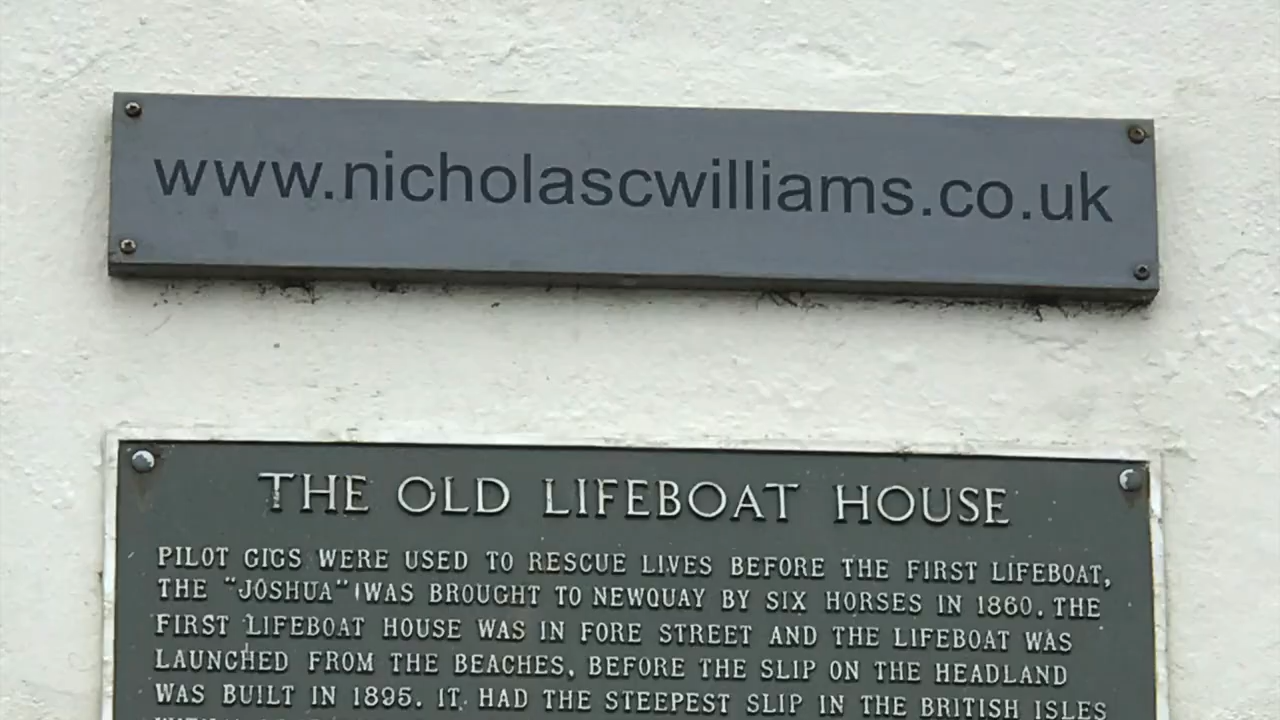 www.nicholascwilliams.co.uk
THE OLD LIFEBOAT HOUSE
PILOT GIGS WERE USED TO RESCUE LIVES BEFORE THE FIRST LIFEBOAT,
THE "JOSHUA" WAS BROUGHT TO NEWQUAY BY SIX HORSES IN 1860. THE
FIRST LIFEBOAT HOUSE WAS IN FORE STREET AND THE LIFEBOAT WAS
LAUNCHED FROM THE BEACHES, BEFORE THE SLIP ON THE HEADLAND
WAS BUILT IN 1895. IT HAD THE STEEPEST SLIP IN THE BRITISH ISLES